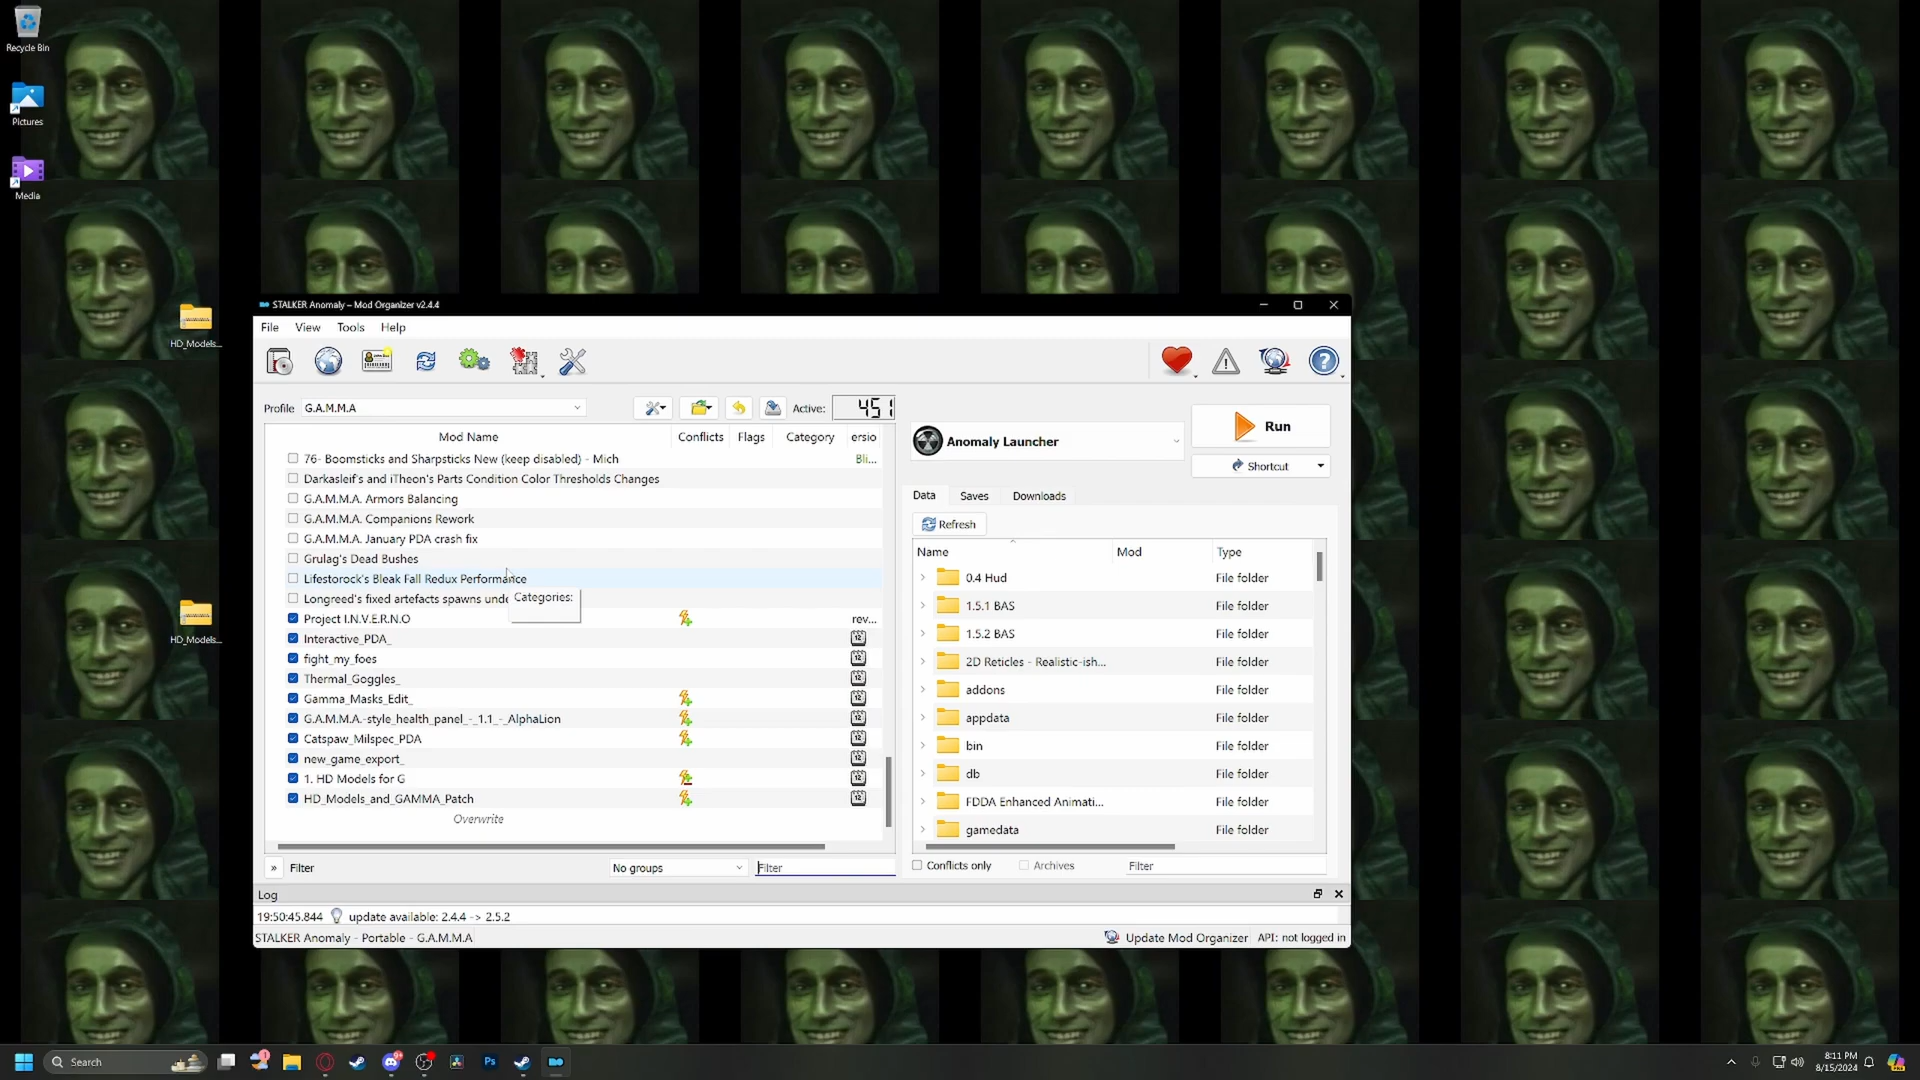 Recycle Bin
Pictures
Media
HD_Models...
HD_Models...
STALKER Anomaly – Mod Organizer v2.4.4
File View Tools Help
Profile G.A.M.M.A Active: 451
Mod Name Conflicts Flags Category ersio
76- Boomsticks and Sharpsticks New (keep disabled) - Mich Bli...
Darkasleif's and iTheon's Parts Condition Color Thresholds Changes
G.A.M.M.A. Armors Balancing
G.A.M.M.A. Companions Rework
G.A.M.M.A. January PDA crash fix
Grulag's Dead Bushes
Lifestorock's Bleak Fall Redux Performance
Longreed's fixed artefacts spawns unde
Categories:
Project I.N.V.E.R.N.O rev...
Interactive_PDA_
fight_my_foes
Thermal_Goggles_
Gamma_Masks_Edit_
G.A.M.M.A.-style_health_panel_-_1.1_-_AlphaLion
Catspaw_Milspec_PDA
new_game_export_
1. HD Models for G
HD_Models_and_GAMMA_Patch
Overwrite
» Filter No groups Filter
Anomaly Launcher
Run
Shortcut
Data Saves Downloads
Refresh
Name Mod Type
0.4 Hud File folder
1.5.1 BAS File folder
1.5.2 BAS File folder
2D Reticles - Realistic-ish... File folder
addons File folder
appdata File folder
bin File folder
db File folder
FDDA Enhanced Animati... File folder
gamedata File folder
Conflicts only Archives Filter
Log
19:50:45.844 update available: 2.4.4 -> 2.5.2
STALKER Anomaly - Portable - G.A.M.M.A Update Mod Organizer API: not logged in
Search
Ps
8:11 PM
8/15/2024